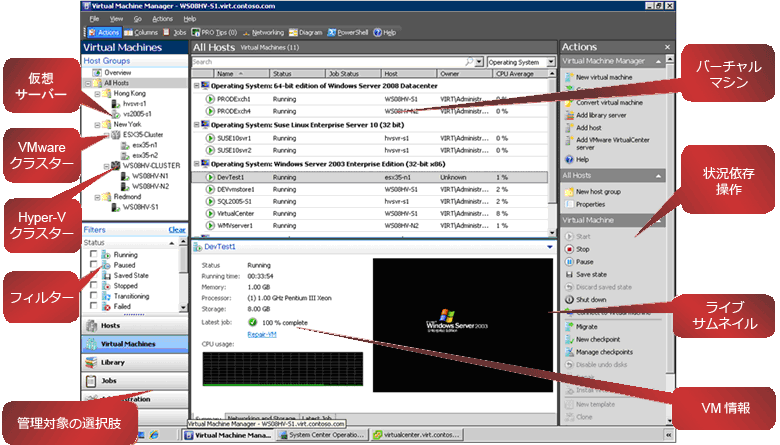 Virtual Machine Manager - WS08HV-S1.virt.contoso.com
File View Go Actions Help
Actions Columns Jobs PRO Tips (0) Networking Diagram PowerShell Help
Virtual Machines
Host Groups
Overview
All Hosts
Hong Kong
hvsvr-s1
vs2005-s1
New York
ESX35-Cluster
esx35-n1
esx35-n2
WS08HV-CLUSTER
WS08HV-N1
WS08HV-N2
Redmond
WS08HV-S1
Filters Clear
Status
Running
Paused
Saved State
Stopped
Transitioning
Failed
Hosts
Virtual Machines
Library
Jobs
All Hosts Virtual Machines (11)
Search
Operating System
Name Status Job Status Host Owner CPU Average
Operating System: 64-bit edition of Windows Server 2008 Datacenter
PRODExch1 Running WS08HV-S1 VIRT\Administr... 0 %
PRODExch4 Running WS08HV-N2 VIRT\Administr... 0 %
Operating System: Suse Linux Enterprise Server 10 (32 bit)
SUSE10swr1 Running hvsvr-s1 VIRT\Administr... 0 %
SUSE10svr2 Running hvsvr-s1 VIRT\Administr... 0 %
Operating System: Windows Server 2003 Enterprise Edition (32-bit x86)
DevTest1 Running esx35-n1 Unknown 1 %
DEVvmstore1 Running WS08HV-S1 VIRT\Administr... 1 %
SQL2005-S1 Running hvsvr-s1 VIRT\Administr... 1 %
VirtualCenter Running WS08HV-S1 VIRT\Administr... 8 %
WMVserver1 Running WS08HV-N2 VIRT\Administr... 1 %
DevTest1
Status Running
Running time: 00:33:54
Memory: 1.00 GB
Processor: (1) 1.00 GHz Pentium III Xeon
Storage: 8.00 GB
Latest job: 100 % complete
Repair-VM
CPU usage:
Windows Server 2003
Enterprise Edition
Summary Networking and Storage Latest Job
Virtual Machine Manager - WS08HV-S1.virt.contoso.com
Actions
Virtual Machine Manager
New virtual machine
Convert virtual machine
Add library server
Add host
Add VMware VirtualCenter
server
Help
All Hosts
New host group
Properties
Virtual Machine
Start
Stop
Pause
Save state
Discard saved state
Shut down
Connect to virtual machine
Migrate
New checkpoint
Manage checkpoints
Disable undo disks
New template
Clone
Virtual Machine Mana...
System Center Operatio...
virtualcenter.virt.contos...
仮想
サーバー
VMware
クラスター
Hyper-V
クラスター
フィルター
管理対象の選択肢
バーチャル
マシン
状況依存
操作
ライブ
サムネイル
VM 情報